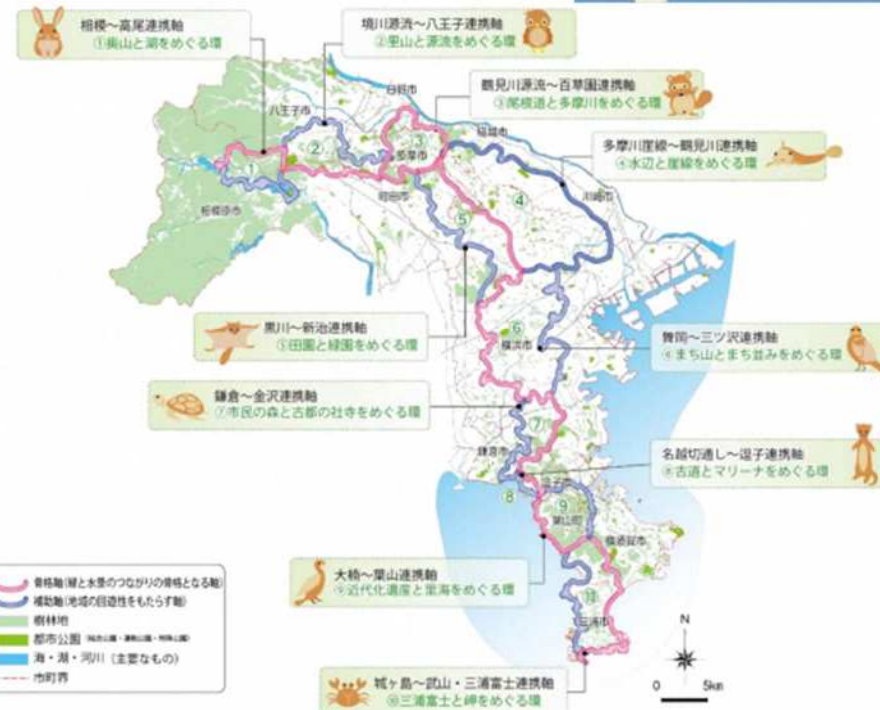 相模～高尾連携軸
①奥山と湖をめぐる環
境川源流～八王子連携軸
②里山と源流をめぐる環
鶴見川源流～百草園連携軸
③尾根道と多摩川をめぐる環
多摩川崖線～鶴見川連携軸
④水辺と崖線をめぐる環
日野市
八王子市
稲城市
多摩市
町田市
川崎市
相模原市
①
②
③
④
⑤
⑥
横浜市
黒川～新治連携軸
⑤田園と緑園をめぐる環
舞岡～三ツ沢連携軸
⑥まち山とまち並みをめぐる環
鎌倉～金沢連携軸
⑦市民の森と古都の社寺をめぐる環
⑦
鎌倉市
名越切通し～逗子連携軸
⑧古道とマリーナをめぐる環
逗子市
⑧
⑨
葉山町
横須賀市
大楠～葉山連携軸
⑨近代化遺産と里海をめぐる環
⑩
三浦市
城ヶ島～武山・三浦富士連携軸
⑩三浦富士と岬をめぐる環
骨格軸(緑と水景のつながりの骨格となる軸)
補助軸(地域の回遊性をもたらす軸)
樹林地
都市公園
海・湖・河川（主要なもの）
市町界
N
0 5km